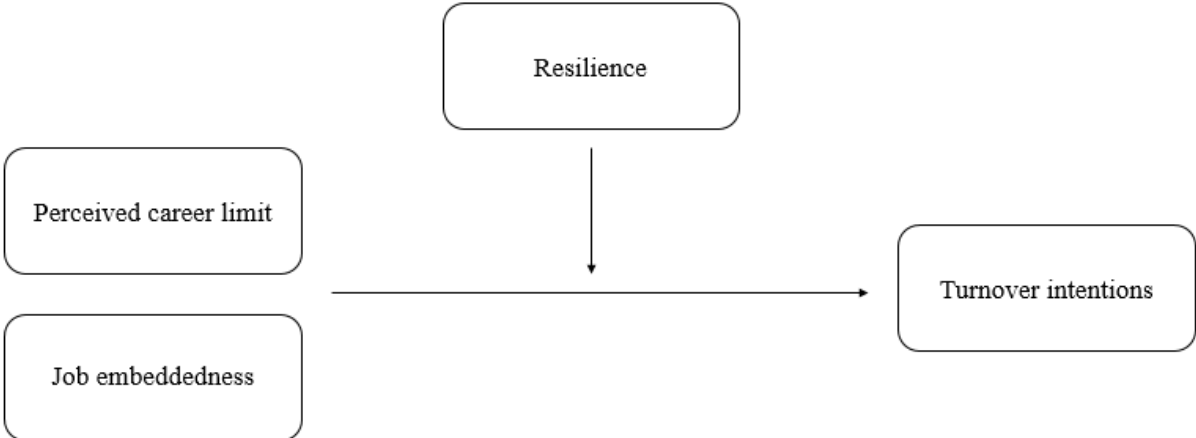 Resilience
Perceived career limit
Turnover intentions
Job embeddedness